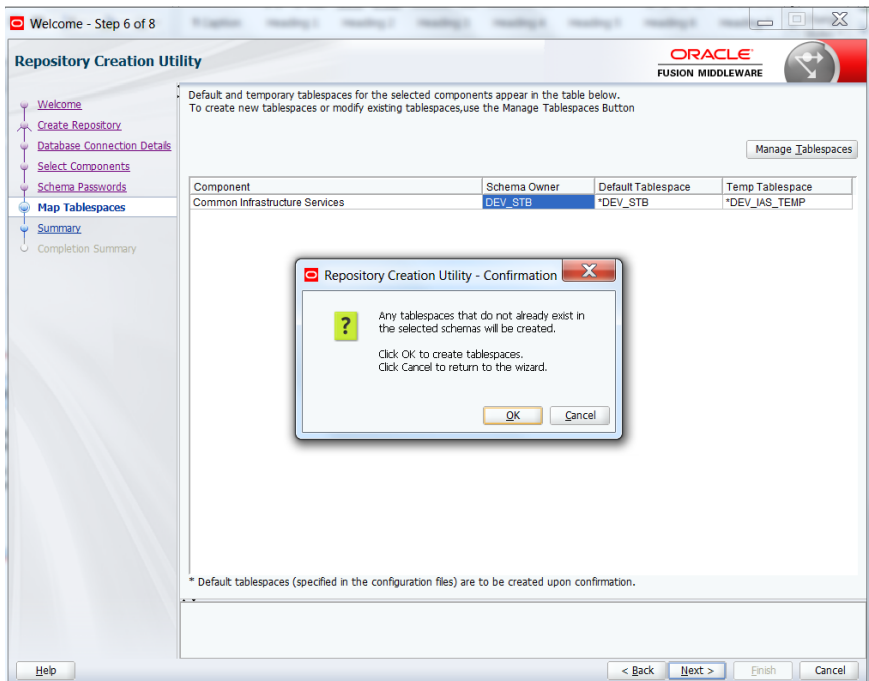 Welcome - Step 6 of 8
Repository Creation Utility
ORACLE
FUSION MIDDLEWARE
Welcome
Create Repository
Database Connection Details
Select Components
Schema Passwords
Map Tablespaces
Summary
Completion Summary
Default and temporary tablespaces for the selected components appear in the table below.
To create new tablespaces or modify existing tablespaces,use the Manage Tablespaces Button
Manage Tablespaces
Component Schema Owner Default Tablespace Temp Tablespace
Common Infrastructure Services DEV_STB *DEV_STB *DEV_IAS_TEMP
Repository Creation Utility - Confirmation
?
Any tablespaces that do not already exist in
the selected schemas will be created.
Click OK to create tablespaces.
Click Cancel to return to the wizard.
OK Cancel
* Default tablespaces (specified in the configuration files) are to be created upon confirmation.
Help < Back Next > Finish Cancel